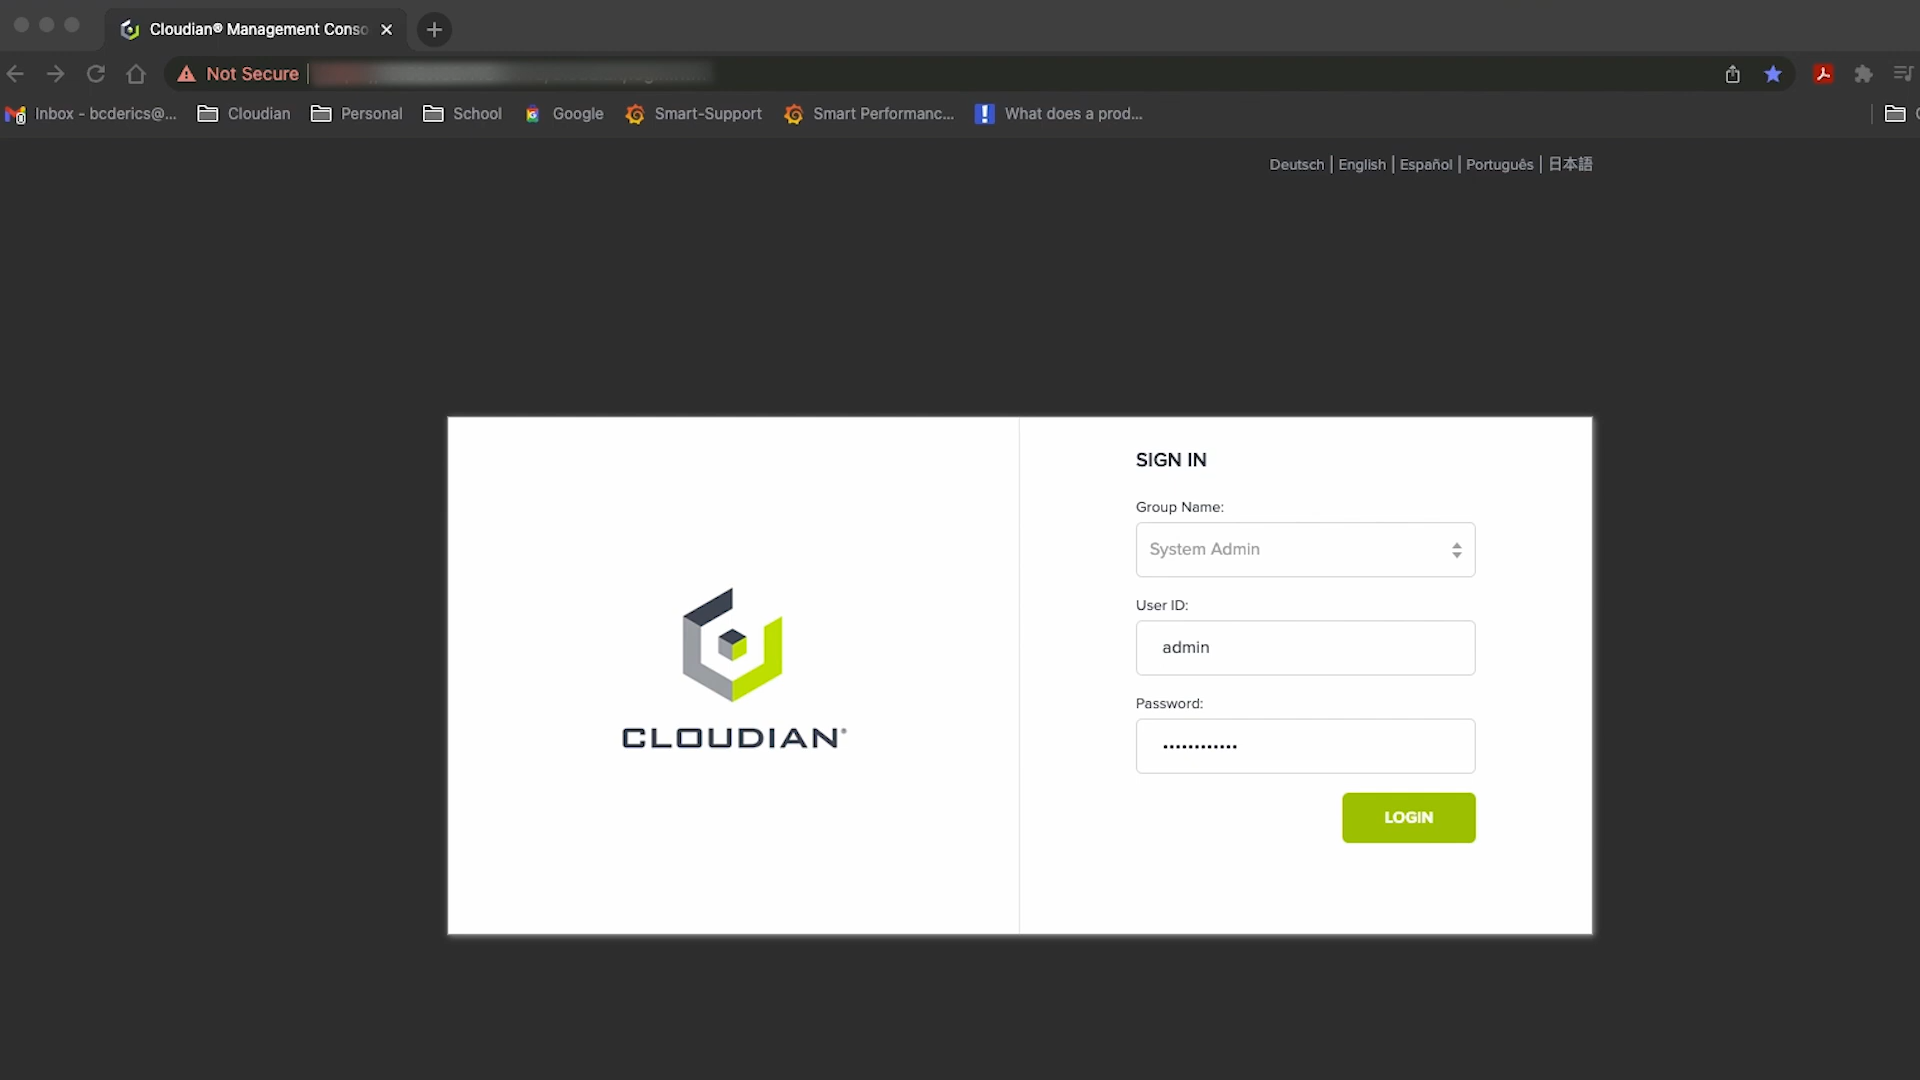 Cloudian® Management Conso
Not Secure
Inbox - bcderics@... Cloudian Personal School Google Smart-Support Smart Performanc... What does a prod...
Deutsch | English | Español | Português | 日本語
SIGN IN
Group Name:
System Admin
User ID:
admin
Password:
••••••••••••
LOGIN
CLOUDIAN®